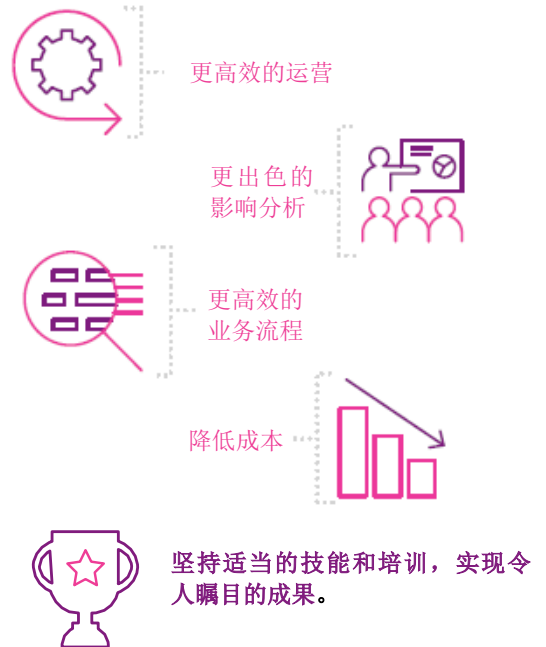 更高效的运营
更出色的
影响分析
更高效的
业务流程
降低成本
坚持适当的技能和培训，实现令
人瞩目的成果。